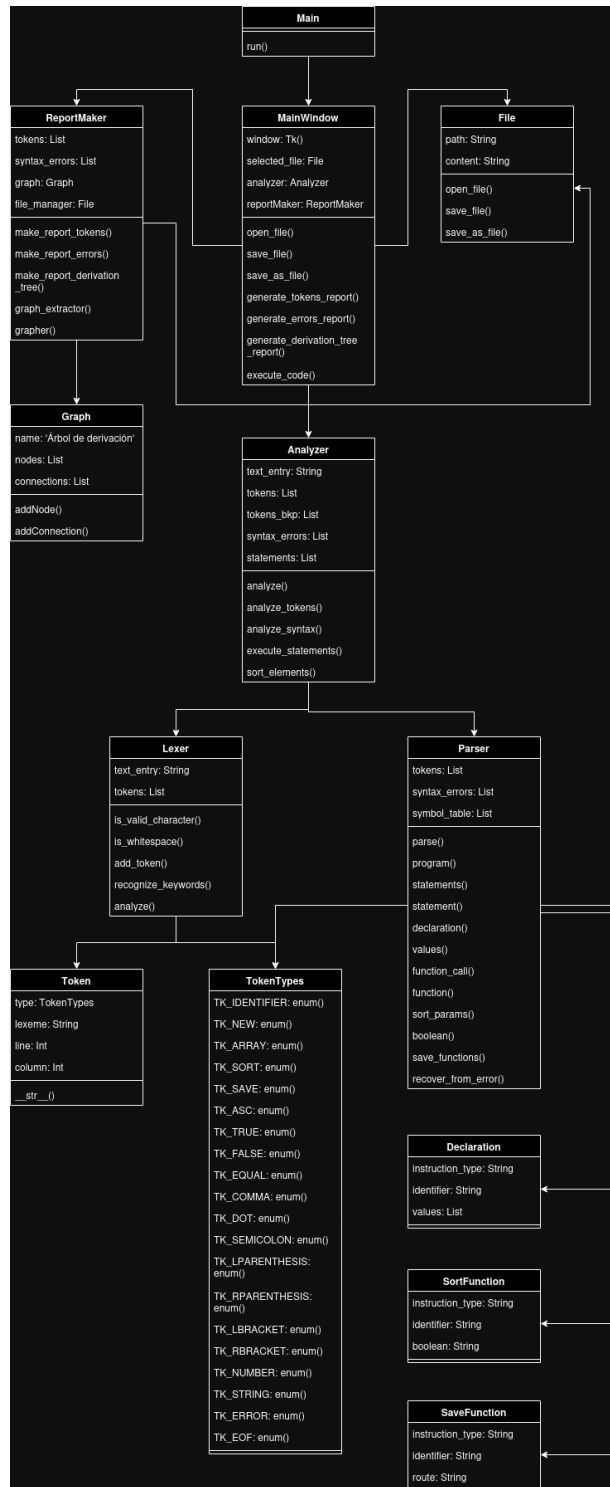 Main
run()
ReportMaker
tokens: List
syntax_errors: List
graph: Graph
file_manager: File
make_report_tokens()
make_report_errors()
make_report_derivation
_tree()
graph_extractor()
grapher()
MainWindow
window: Tk()
selected_file: File
analyzer: Analyzer
reportMaker: ReportMaker
open_file()
save_file()
save_as_file()
generate_tokens_report()
generate_errors_report()
generate_derivation_tree
_report()
execute_code()
File
path: String
content: String
open_file()
save_file()
save_as_file()
Graph
name: 'Árbol de derivación'
nodes: List
connections: List
addNode()
addConnection()
Analyzer
text_entry: String
tokens: List
tokens_bkp: List
syntax_errors: List
statements: List
analyze()
analyze_tokens()
analyze_syntax()
execute_statements()
sort_elements()
Lexer
text_entry: String
tokens: List
is_valid_character()
is_whitespace()
add_token()
recognize_keywords()
analyze()
Parser
tokens: List
syntax_errors: List
symbol_table: List
parse()
program()
statements()
statement()
declaration()
values()
function_call()
function()
sort_params()
boolean()
save_functions()
recover_from_error()
Token
type: TokenTypes
lexeme: String
line: Int
column: Int
__str__()
TokenTypes
TK_IDENTIFIER: enum()
TK_NEW: enum()
TK_ARRAY: enum()
TK_SORT: enum()
TK_SAVE: enum()
TK_ASC: enum()
TK_TRUE: enum()
TK_FALSE: enum()
TK_EQUAL: enum()
TK_COMMA: enum()
TK_DOT: enum()
TK_SEMICOLON: enum()
TK_LPARENTHESIS:
enum()
TK_RPARENTHESIS:
enum()
TK_LBRACKET: enum()
TK_RBRACKET: enum()
TK_NUMBER: enum()
TK_STRING: enum()
TK_ERROR: enum()
TK_EOF: enum()
Declaration
instruction_type: String
identifier: String
values: List
SortFunction
instruction_type: String
identifier: String
boolean: String
SaveFunction
instruction_type: String
identifier: String
route: String